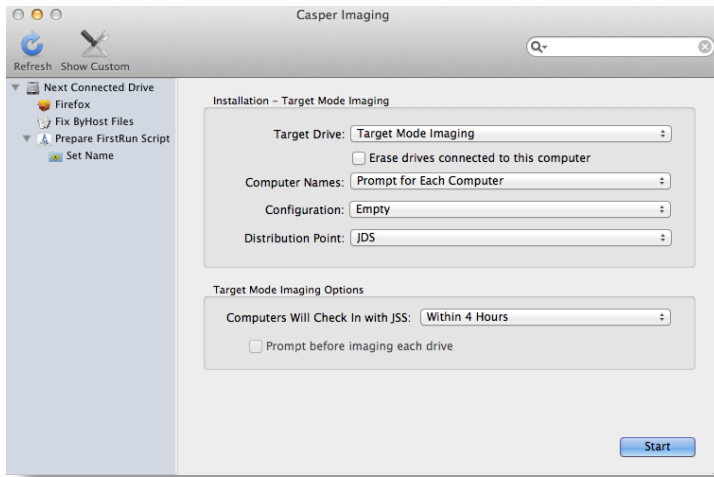 Casper Imaging
Refresh Show Custom
Next Connected Drive
Firefox
Fix ByHost Files
Prepare FirstRun Script
Set Name
Installation – Target Mode Imaging
Target Drive: Target Mode Imaging
Erase drives connected to this computer
Computer Names: Prompt for Each Computer
Configuration: Empty
Distribution Point: JDS
Target Mode Imaging Options
Computers Will Check In with JSS: Within 4 Hours
Prompt before imaging each drive
Start